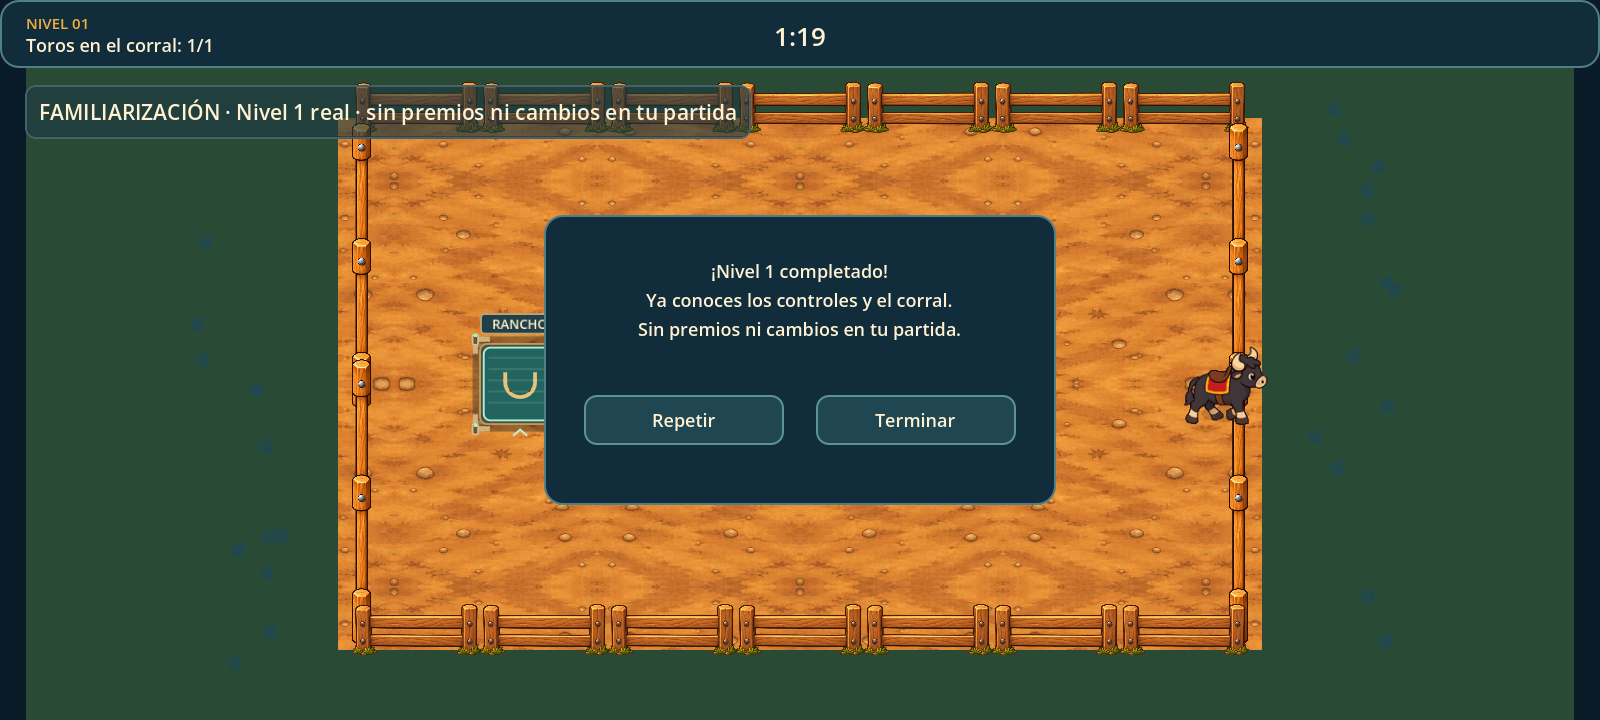 NIVEL 01
Toros en el corral: 1/1
1:19
FAMILIARIZACIÓN · Nivel 1 real · sin premios ni cambios en tu partida
¡Nivel 1 completado!
Ya conoces los controles y el corral.
Sin premios ni cambios en tu partida.
RANCHO
Repetir
Terminar